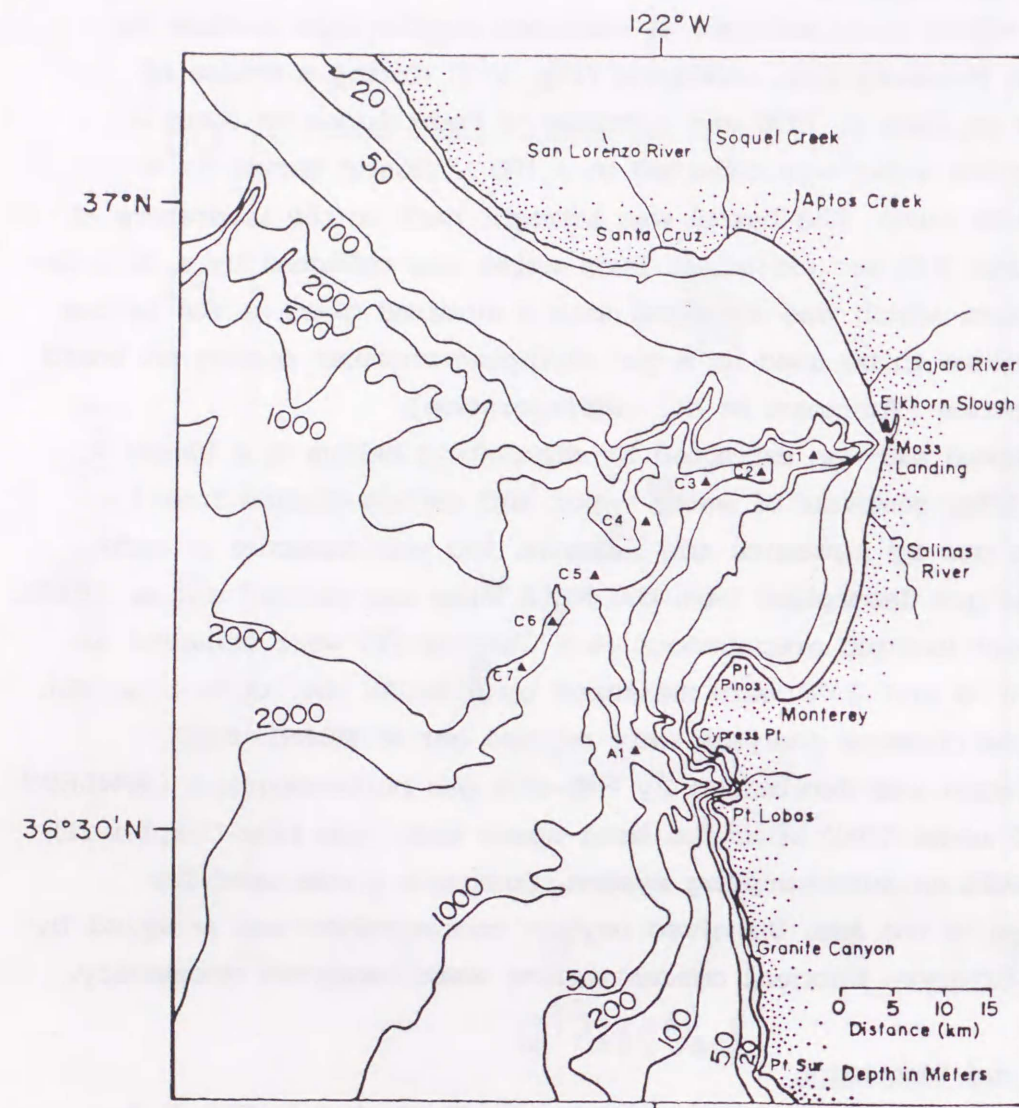 122° W
20
50
100
200
500
1000
2000
2000
1000
500
200
100
50
20
37° N
36° 30' N
San Lorenzo River
Soquel Creek
Aptos Creek
Santa Cruz
Pajaro River
Elkhorn Slough
Moss
Landing
Salinas
River
C1
C2
C3
C4
C5
C6
C7
Pt.
Pinos
Monterey
Cypress Pt.
Pt. Lobos
Granite Canyon
0 5 10 15
Distance (km)
Pt. Sur
Depth in Meters